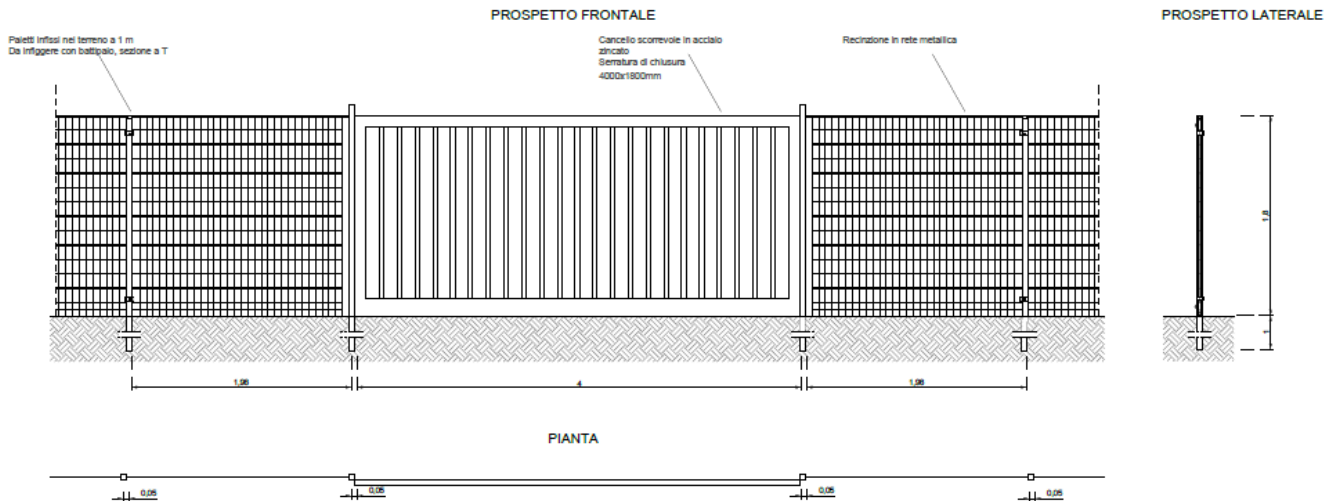 PROSPETTO FRONTALE
PROSPETTO LATERALE
Paletti infissi nel terreno a 1 m
Da infiggere con battipalo, sezione a T
Cancello scorrevole in acciaio
zincato
Serratura di chiusura
4000x1800mm
Recinzione in rete metallica
1,8
1
1,98
4
1,98
PIANTA
0,05
0,05
0,05
0,05